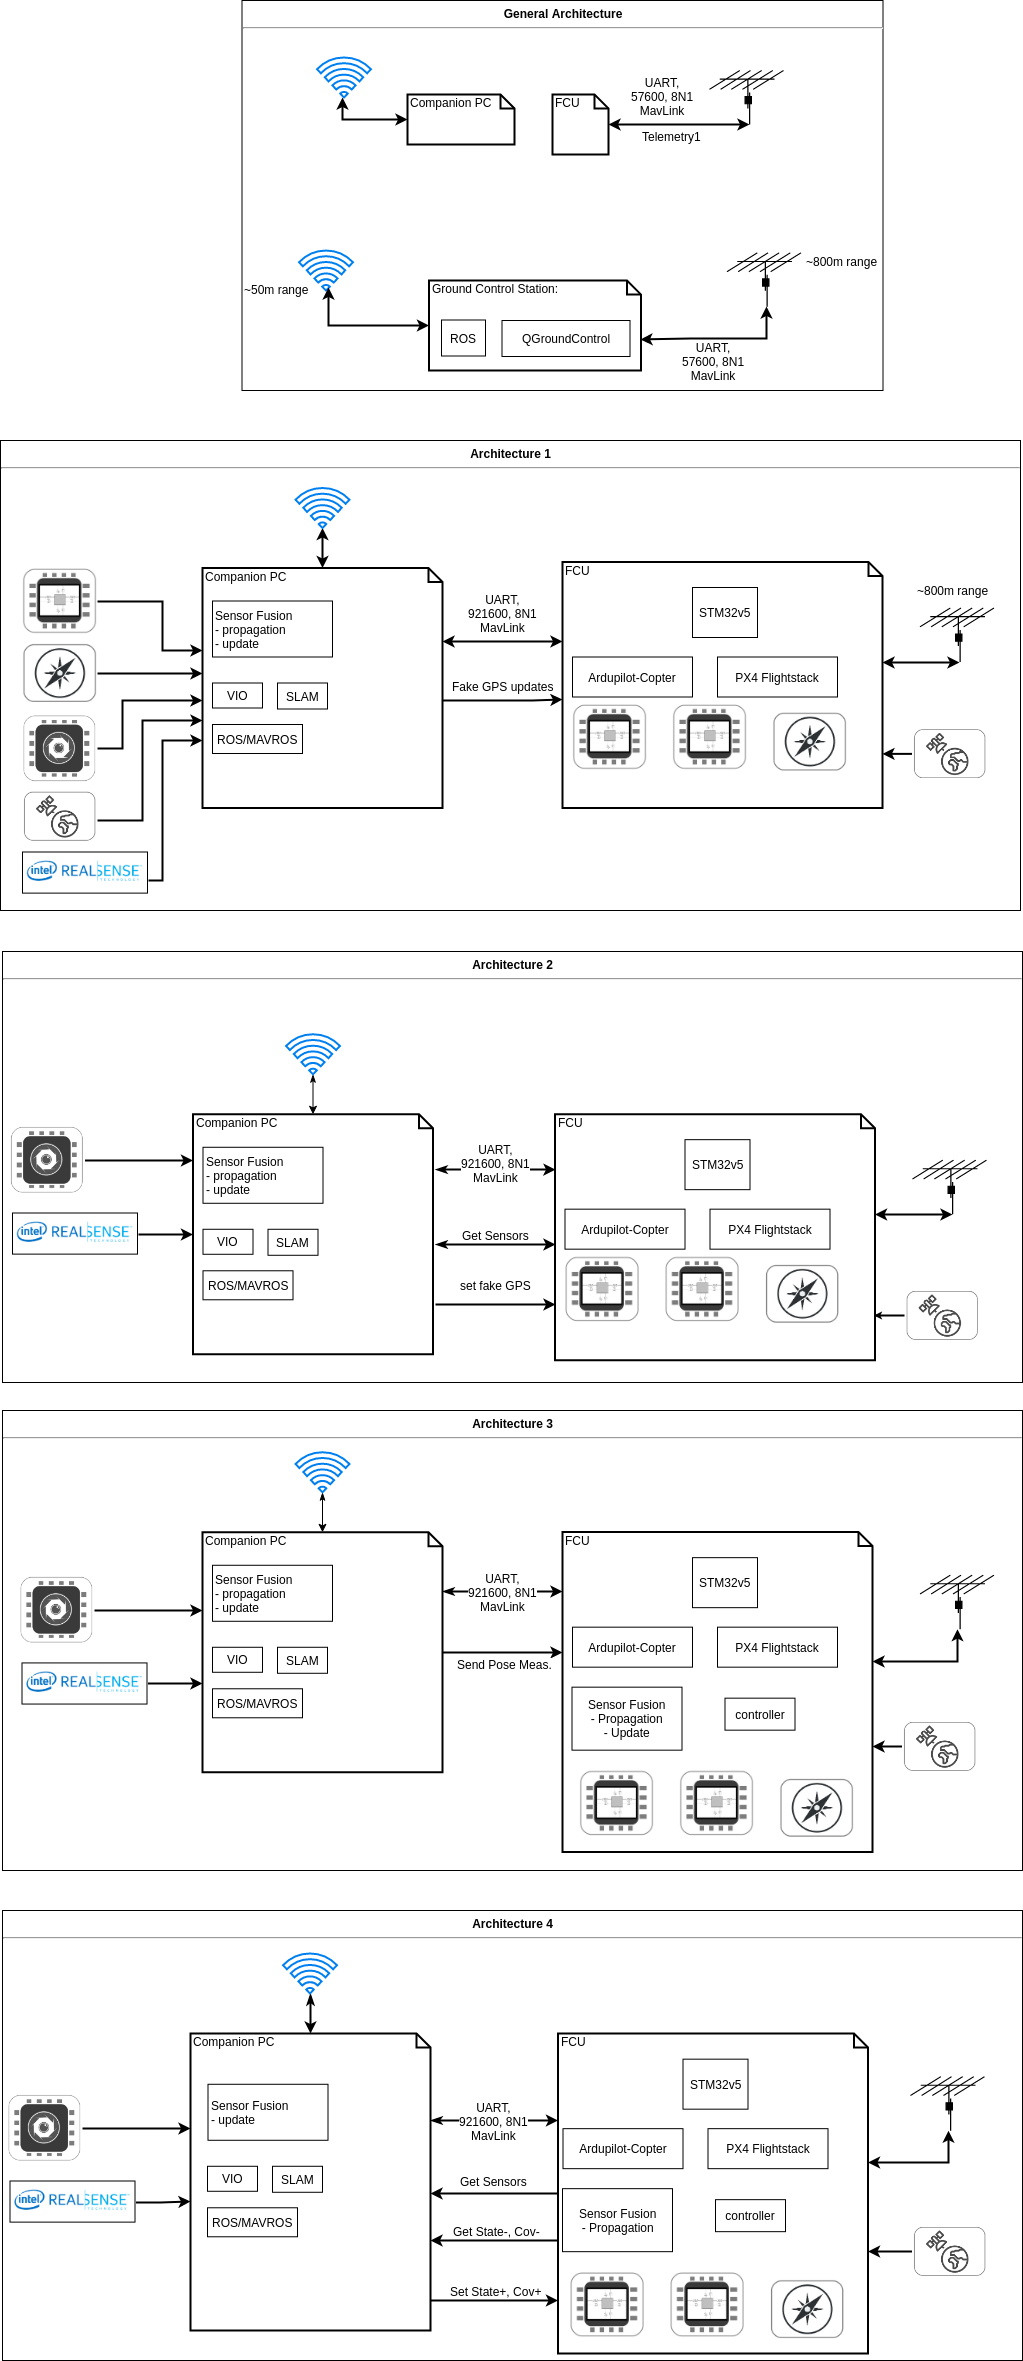 General Architecture
Companion PC
FCU
UART,
57600, 8N1
MavLink
Telemetry1
~50m range
Ground Control Station:
ROS
QGroundControl
~800m range
UART,
57600, 8N1
MavLink
Architecture 1
Companion PC
Sensor Fusion
- propagation
- update
VIO
SLAM
ROS/MAVROS
UART,
921600, 8N1
MavLink
Fake GPS updates
FCU
STM32v5
Ardupilot-Copter
PX4 Flightstack
~800m range
intel REALSENSE
TECHNOLOGY
Architecture 2
Companion PC
Sensor Fusion
- propagation
- update
VIO
SLAM
ROS/MAVROS
UART,
921600, 8N1
MavLink
Get Sensors
set fake GPS
FCU
STM32v5
Ardupilot-Copter
PX4 Flightstack
intel REALSENSE
TECHNOLOGY
Architecture 3
Companion PC
Sensor Fusion
- propagation
- update
VIO
SLAM
ROS/MAVROS
UART,
921600, 8N1
MavLink
Send Pose Meas.
FCU
STM32v5
Ardupilot-Copter
PX4 Flightstack
Sensor Fusion
- Propagation
- Update
controller
intel REALSENSE
TECHNOLOGY
Architecture 4
Companion PC
Sensor Fusion
- update
VIO
SLAM
ROS/MAVROS
UART,
921600, 8N1
MavLink
Get Sensors
Get State-, Cov-
Set State+, Cov+
FCU
STM32v5
Ardupilot-Copter
PX4 Flightstack
Sensor Fusion
- Propagation
controller
intel REALSENSE
TECHNOLOGY